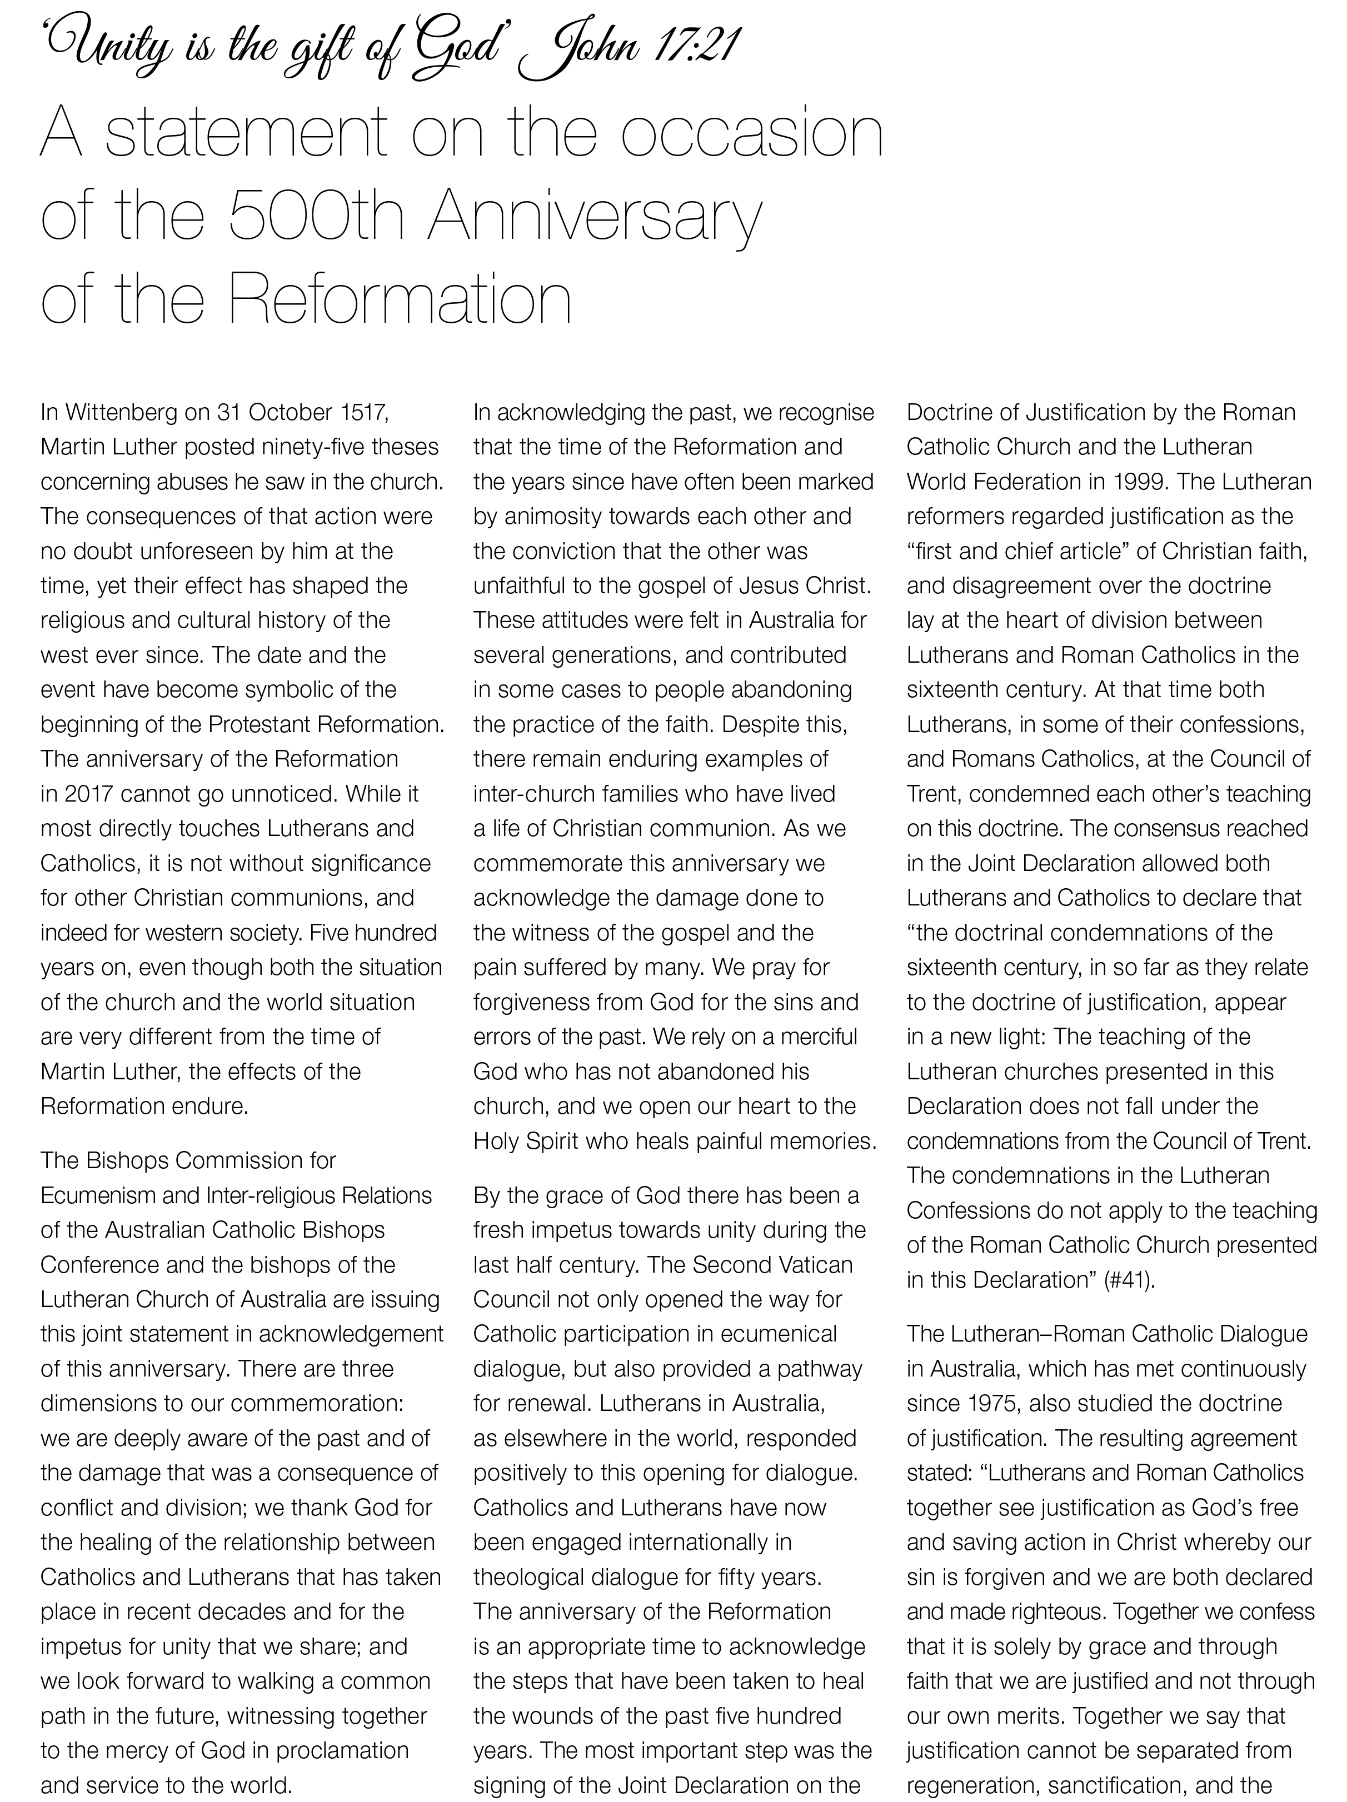 ‘Unity is the gift of God’ John 17:21
A statement on the occasion
of the 500th Anniversary
of the Reformation
In Wittenberg on 31 October 1517,
Martin Luther posted ninety-five theses
concerning abuses he saw in the church.
The consequences of that action were
no doubt unforeseen by him at the
time, yet their effect has shaped the
religious and cultural history of the
west ever since. The date and the
event have become symbolic of the
beginning of the Protestant Reformation.
The anniversary of the Reformation
in 2017 cannot go unnoticed. While it
most directly touches Lutherans and
Catholics, it is not without significance
for other Christian communions, and
indeed for western society. Five hundred
years on, even though both the situation
of the church and the world situation
are very different from the time of
Martin Luther, the effects of the
Reformation endure.
The Bishops Commission for
Ecumenism and Inter-religious Relations
of the Australian Catholic Bishops
Conference and the bishops of the
Lutheran Church of Australia are issuing
this joint statement in acknowledgement
of this anniversary. There are three
dimensions to our commemoration:
we are deeply aware of the past and of
the damage that was a consequence of
conflict and division; we thank God for
the healing of the relationship between
Catholics and Lutherans that has taken
place in recent decades and for the
impetus for unity that we share; and
we look forward to walking a common
path in the future, witnessing together
to the mercy of God in proclamation
and service to the world.
In acknowledging the past, we recognise
that the time of the Reformation and
the years since have often been marked
by animosity towards each other and
the conviction that the other was
unfaithful to the gospel of Jesus Christ.
These attitudes were felt in Australia for
several generations, and contributed
in some cases to people abandoning
the practice of the faith. Despite this,
there remain enduring examples of
inter-church families who have lived
a life of Christian communion. As we
commemorate this anniversary we
acknowledge the damage done to
the witness of the gospel and the
pain suffered by many. We pray for
forgiveness from God for the sins and
errors of the past. We rely on a merciful
God who has not abandoned his
church, and we open our heart to the
Holy Spirit who heals painful memories.
By the grace of God there has been a
fresh impetus towards unity during the
last half century. The Second Vatican
Council not only opened the way for
Catholic participation in ecumenical
dialogue, but also provided a pathway
for renewal. Lutherans in Australia,
as elsewhere in the world, responded
positively to this opening for dialogue.
Catholics and Lutherans have now
been engaged internationally in
theological dialogue for fifty years.
The anniversary of the Reformation
is an appropriate time to acknowledge
the steps that have been taken to heal
the wounds of the past five hundred
years. The most important step was the
signing of the Joint Declaration on the
Doctrine of Justification by the Roman
Catholic Church and the Lutheran
World Federation in 1999. The Lutheran
reformers regarded justification as the
“first and chief article” of Christian faith,
and disagreement over the doctrine
lay at the heart of division between
Lutherans and Roman Catholics in the
sixteenth century. At that time both
Lutherans, in some of their confessions,
and Romans Catholics, at the Council of
Trent, condemned each other’s teaching
on this doctrine. The consensus reached
in the Joint Declaration allowed both
Lutherans and Catholics to declare that
“the doctrinal condemnations of the
sixteenth century, in so far as they relate
to the doctrine of justification, appear
in a new light: The teaching of the
Lutheran churches presented in this
Declaration does not fall under the
condemnations from the Council of Trent.
The condemnations in the Lutheran
Confessions do not apply to the teaching
of the Roman Catholic Church presented
in this Declaration” (#41).
The Lutheran–Roman Catholic Dialogue
in Australia, which has met continuously
since 1975, also studied the doctrine
of justification. The resulting agreement
stated: “Lutherans and Roman Catholics
together see justification as God’s free
and saving action in Christ whereby our
sin is forgiven and we are both declared
and made righteous. Together we confess
that it is solely by grace and through
faith that we are justified and not through
our own merits. Together we say that
justification cannot be separated from
regeneration, sanctification, and the